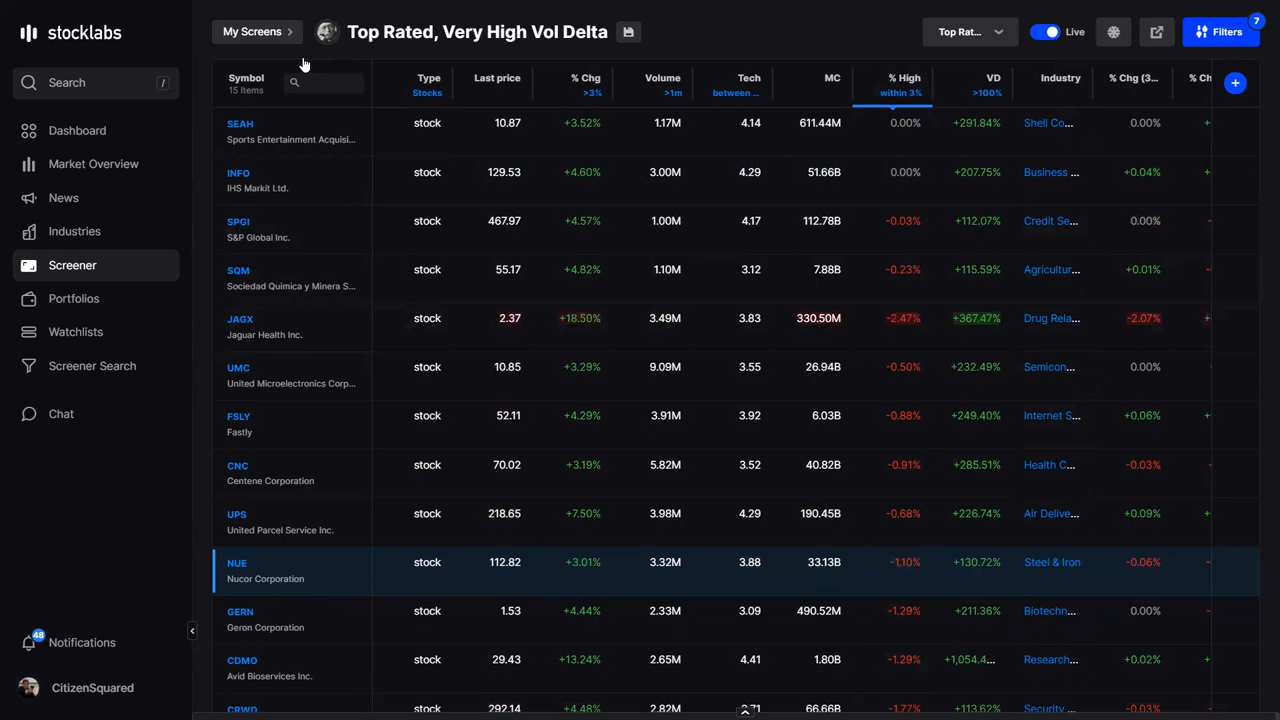 stocklabs
My Screens
Top Rated, Very High Vol Delta
Top Rat...
Live
Filters
7
Search
/
Dashboard
Market Overview
News
Industries
Screener
Portfolios
Watchlists
Screener Search
Chat
48
Notifications
CitizenSquared
Symbol Type Last price % Chg Volume Tech MC % High VD Industry % Chg (3... % Ch
15 Items Stocks >3% >1m between ... within 3% >100%
SEAH stock 10.87 +3.52% 1.17M 4.14 611.44M 0.00% +291.84% Shell Co... 0.00% +
Sports Entertainment Acquisi...
INFO stock 129.53 +4.60% 3.00M 4.29 51.66B 0.00% +207.75% Business ... +0.04% +
IHS Markit Ltd.
SPGI stock 467.97 +4.57% 1.00M 4.17 112.78B -0.03% +112.07% Credit Se... 0.00% -
S&P Global Inc.
SQM stock 55.17 +4.82% 1.10M 3.12 7.88B -0.23% +115.59% Agricultur... +0.01% -
Sociedad Quimica y Minera S...
JAGX stock 2.37 +18.50% 3.49M 3.83 330.50M -2.47% +367.47% Drug Rela... -2.07% +
Jaguar Health Inc.
UMC stock 10.85 +3.29% 9.09M 3.55 26.94B -0.50% +232.49% Semicon... 0.00%
United Microelectronics Corp...
FSLY stock 52.11 +4.29% 3.91M 3.92 6.03B -0.88% +249.40% Internet S... +0.06% +
Fastly
CNC stock 70.02 +3.19% 5.82M 3.52 40.82B -0.91% +285.51% Health C... -0.03% -
Centene Corporation
UPS stock 218.65 +7.50% 3.98M 4.29 190.45B -0.68% +226.74% Air Delive... +0.09% +
United Parcel Service Inc.
NUE stock 112.82 +3.01% 3.32M 3.88 33.13B -1.10% +130.72% Steel & Iron -0.06% -
Nucor Corporation
GERN stock 1.53 +4.44% 2.33M 3.09 490.52M -1.29% +211.36% Biotechn... 0.00% +
Geron Corporation
CDMO stock 29.43 +13.24% 2.65M 4.41 1.80B -1.29% +1,054.4... Research... +0.02% +
Avid Bioservices Inc.
CRWD stock 292.14 +4.48% 2.82M 66.66B -1.77% +113.62% Security ... -0.03% -